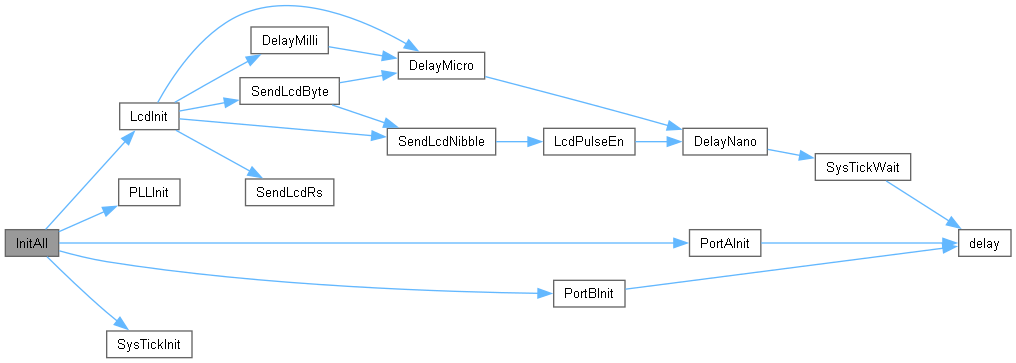 DelayMilli
DelayMicro
SendLcdByte
LcdInit
SendLcdNibble
LcdPulseEn
DelayNano
SysTickWait
PLLInit
SendLcdRs
InitAll
PortAInit
delay
PortBInit
SysTickInit